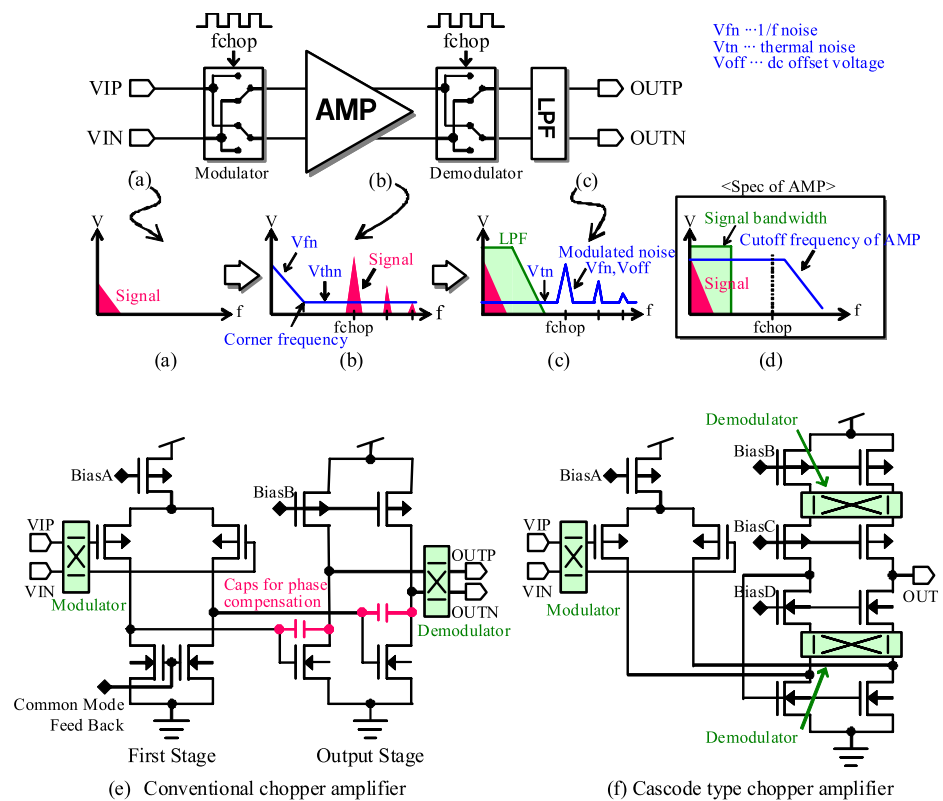 Vfn ···1/f noise
Vtn ··· thermal noise
Voff··· dc offset voltage
fchop
fchop
VIP
VIN
AMP
LPF
OUTP
OUTN
Modulator
Demodulator
(a)
(b)
(c)
<Spec of AMP>
V
Signal
f
V
Vfn
Vthn
Signal
f
fchop
Corner frequency
V
LPF
Vtn
Modulated noise
Vfn, Voff
f
fchop
V
Signal bandwidth
Cutoff frequency of AMP
Signal
fchop
f
(a)
(b)
(c)
(d)
BiasA
VIP
VIN
Modulator
BiasB
Caps for phase
compensation
OUTP
OUTN
Demodulator
Common Mode
Feed Back
First Stage
Output Stage
(e) Conventional chopper amplifier
Demodulator
BiasA
BiasB
VIP
VIN
Modulator
BiasC
BiasD
OUT
Demodulator
(f) Cascode type chopper amplifier